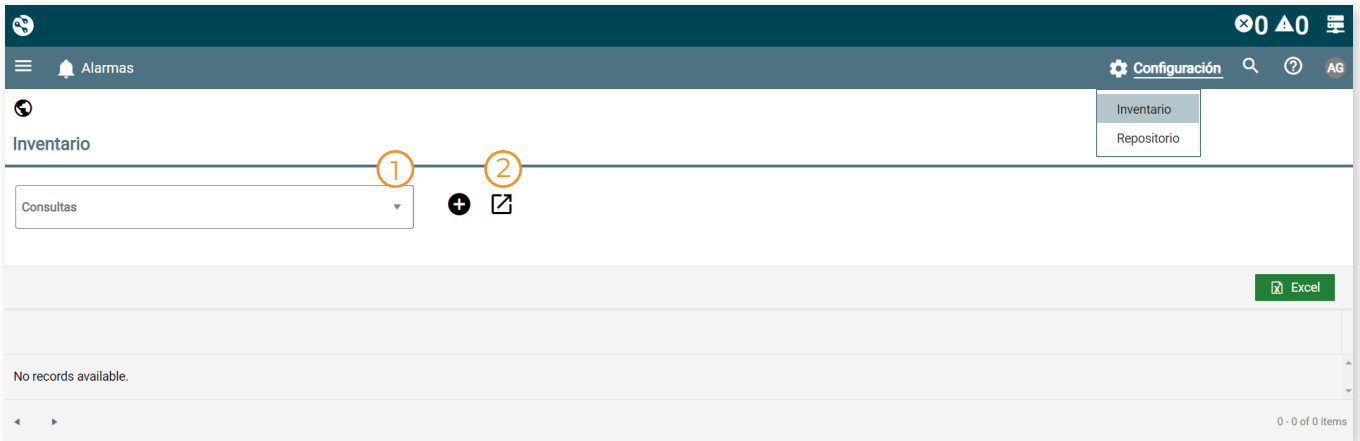 0 0
Alarmas
Configuración
AG
Inventario
Repositorio
Inventario
1
2
Consultas
Excel
No records available.
0 - 0 of 0 items